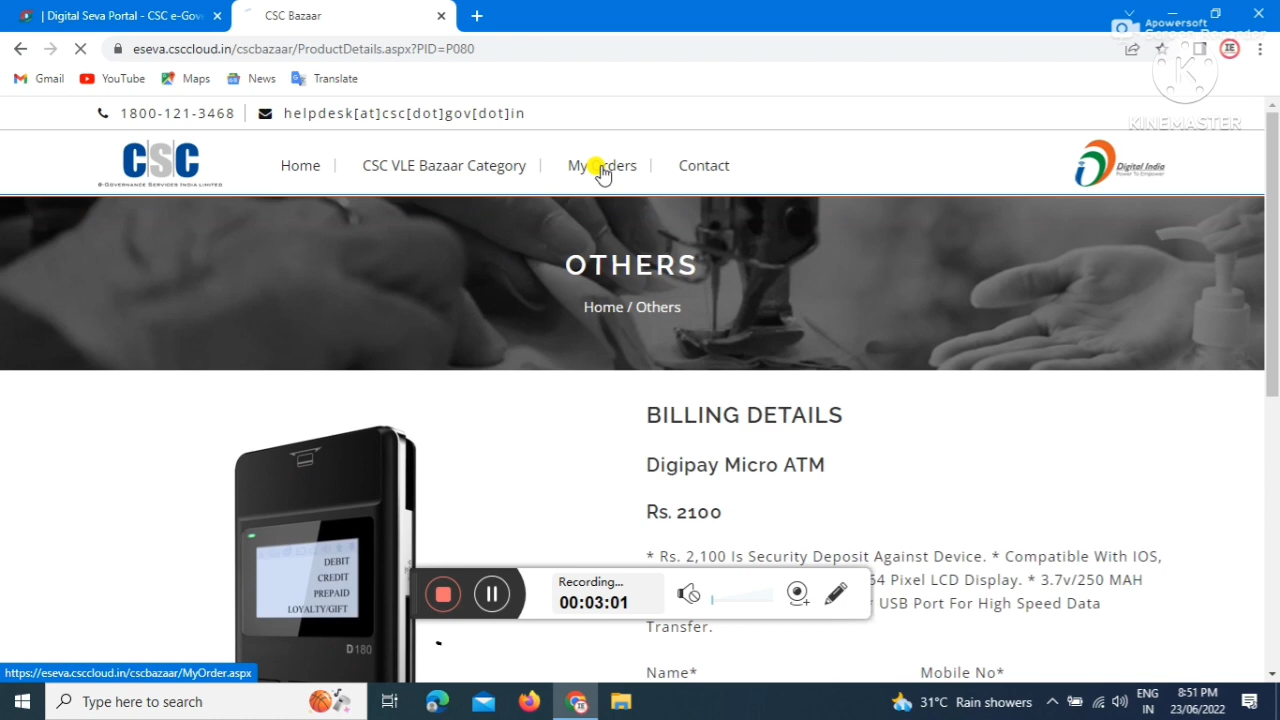 | Digital Seva Portal - CSC e-Gov
CSC Bazaar
Apowersoft
Screen Recorder
eseva.csccloud.in/cscbazaar/ProductDetails.aspx?PID=P080
Gmail
YouTube
Maps
News
Translate
KINEMASTER
1800-121-3468
helpdesk[at]csc[dot]gov[dot]in
CSC
E-GOVERNANCE SERVICES INDIA LIMITED
Home
CSC VLE Bazaar Category
My Orders
Contact
Digital India
Power To Empower
OTHERS
Home / Others
BILLING DETAILS
Digipay Micro ATM
Rs. 2100
* Rs. 2,100 Is Security Deposit Against Device. * Compatible With IOS,
64 Pixel LCD Display. * 3.7v/250 MAH
USB Port For High Speed Data
Transfer.
DEBIT
CREDIT
PREPAID
LOYALTY/GIFT
D180
Recording...
00:03:01
Name*
Mobile No*
https://eseva.csccloud.in/cscbazaar/MyOrder.aspx
Type here to search
31°C Rain showers
ENG
IN
8:51 PM
23/06/2022